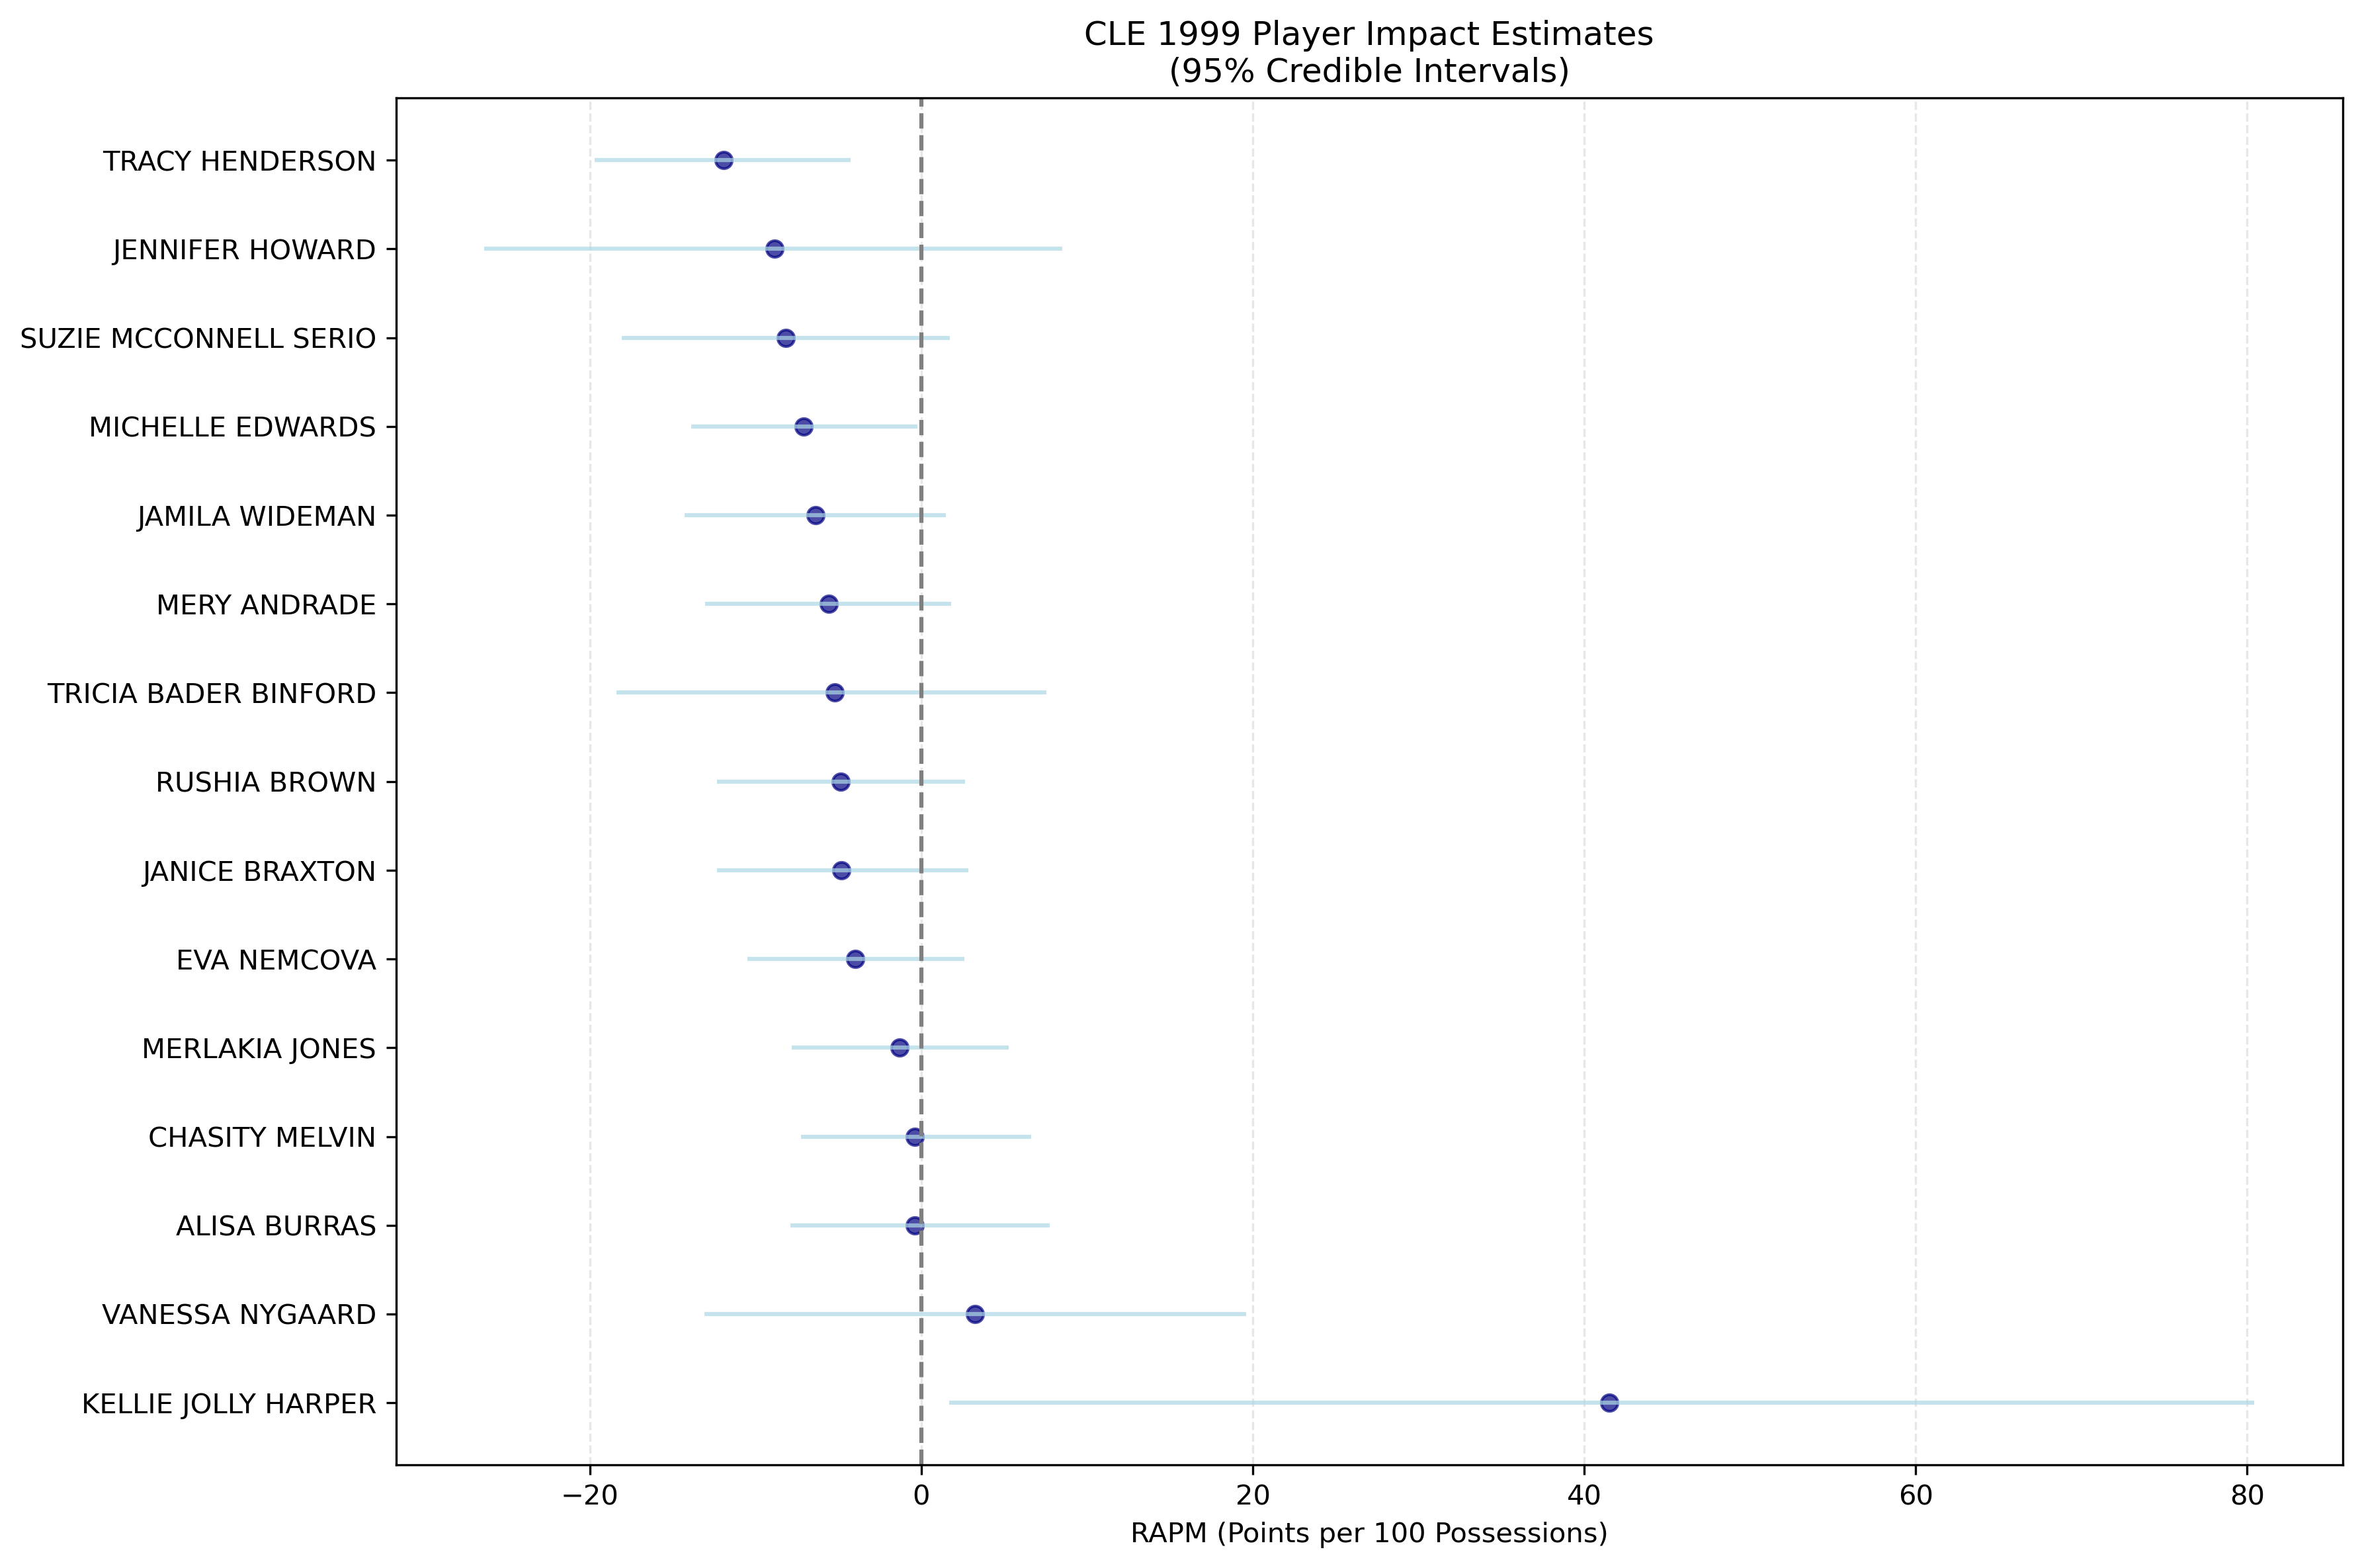 CLE 1999 Player Impact Estimates
(95% Credible Intervals)
TRACY HENDERSON
JENNIFER HOWARD
SUZIE MCCONNELL SERIO
MICHELLE EDWARDS
JAMILA WIDEMAN
MERY ANDRADE
TRICIA BADER BINFORD
RUSHIA BROWN
JANICE BRAXTON
EVA NEMCOVA
MERLAKIA JONES
CHASITY MELVIN
ALISA BURRAS
VANESSA NYGAARD
KELLIE JOLLY HARPER
−20 0 20 40 60 80
RAPM (Points per 100 Possessions)